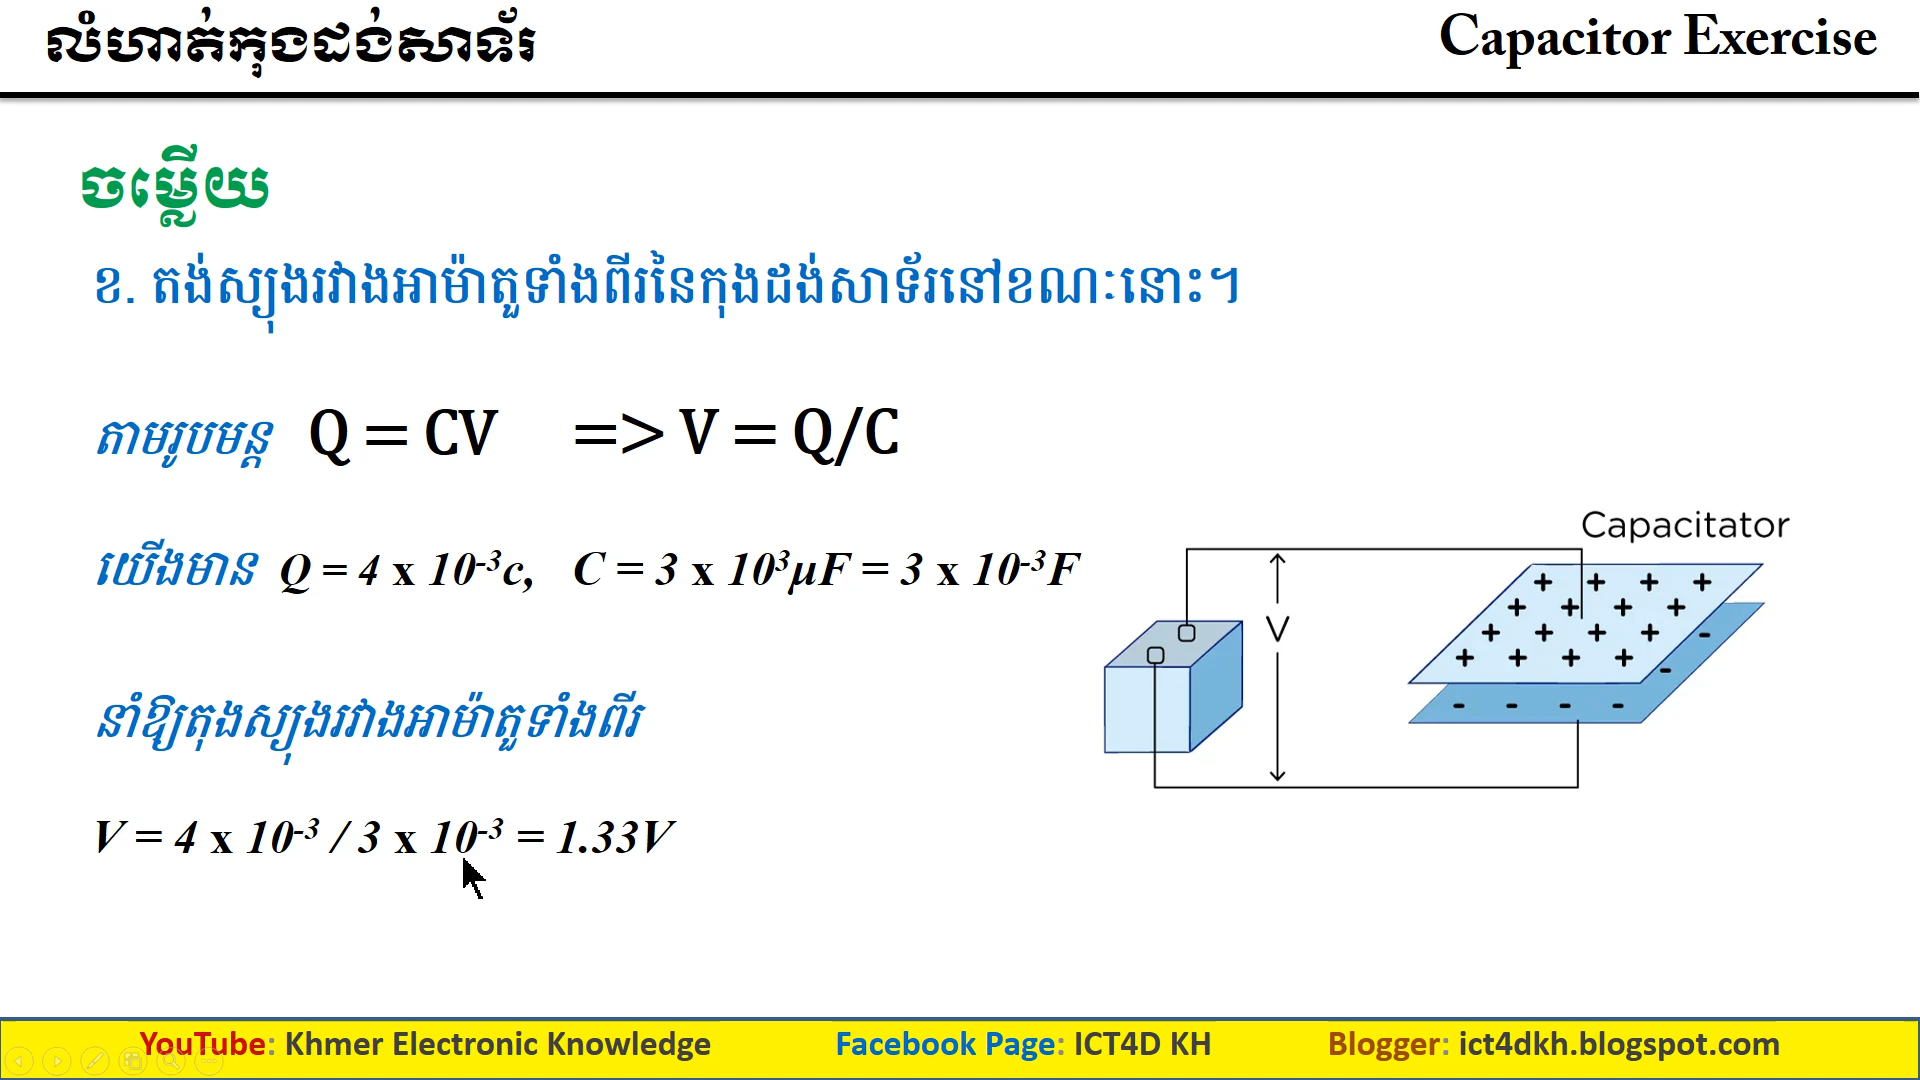 លំហាត់កុងដង់សាទ័រ
Capacitor Exercise
ចម្លើយ
ខ. តង់ស្យុងរវាងអាម៉ាតួទាំងពីរនៃកុងដង់សាទ័រនៅខណៈនោះ។
តាមរូបមន្ត Q = CV => V = Q/C
យើងមាន Q = 4 x 10⁻³c, C = 3 x 10³μF = 3 x 10⁻³F
នាំឱ្យតុងស្យុងរវាងអាម៉ាតួទាំងពីរ
V = 4 x 10⁻³ / 3 x 10⁻³ = 1.33V
Capacitator
V
+ + + +
+ + + +
+ + + +
+ + + +
-
-
- - - -
YouTube: Khmer Electronic Knowledge
Facebook Page: ICT4D KH
Blogger: ict4dkh.blogspot.com